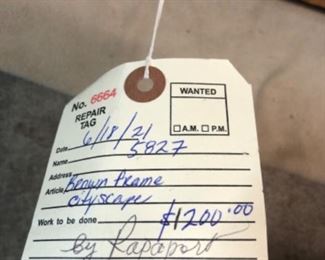 No. 6664
WANTED
REPAIR
TAG
A.M. P.M.
Date 6/18/21
Name 5827
Address
Article Brown Frame
cityscape
Work to be done $1200.00
by Rapaport